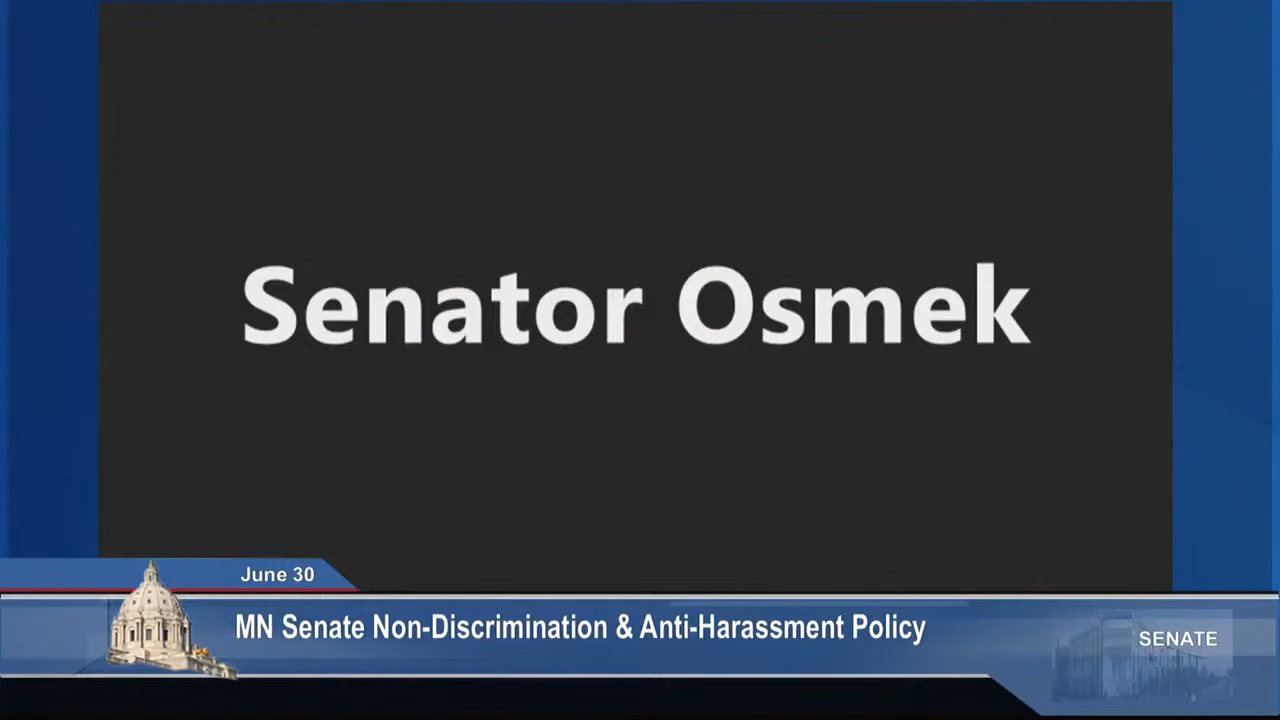 Senator Osmek
June 30
MN Senate Non-Discrimination & Anti-Harassment Policy
SENATE